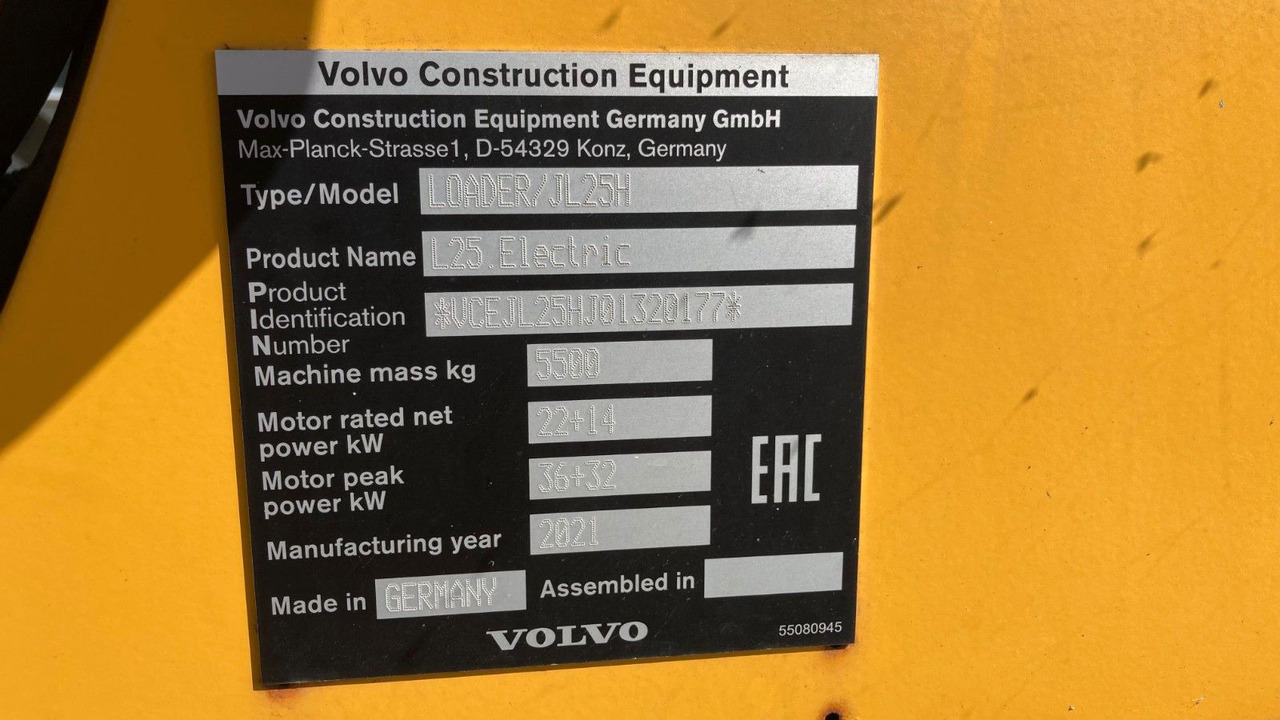 Volvo Construction Equipment
Volvo Construction Equipment Germany GmbH
Max-Planck-Strasse1, D-54329 Konz, Germany
Type/Model LOADER/JL25H
Product Name L25.Electric
Product
Identification
Number *VCEJL25HJ01320177*
Machine mass kg 5500
Motor rated net
power kW 22+14
Motor peak
power kW 36+32
EAC
Manufacturing year 2021
Made in GERMANY Assembled in
VOLVO
55080945